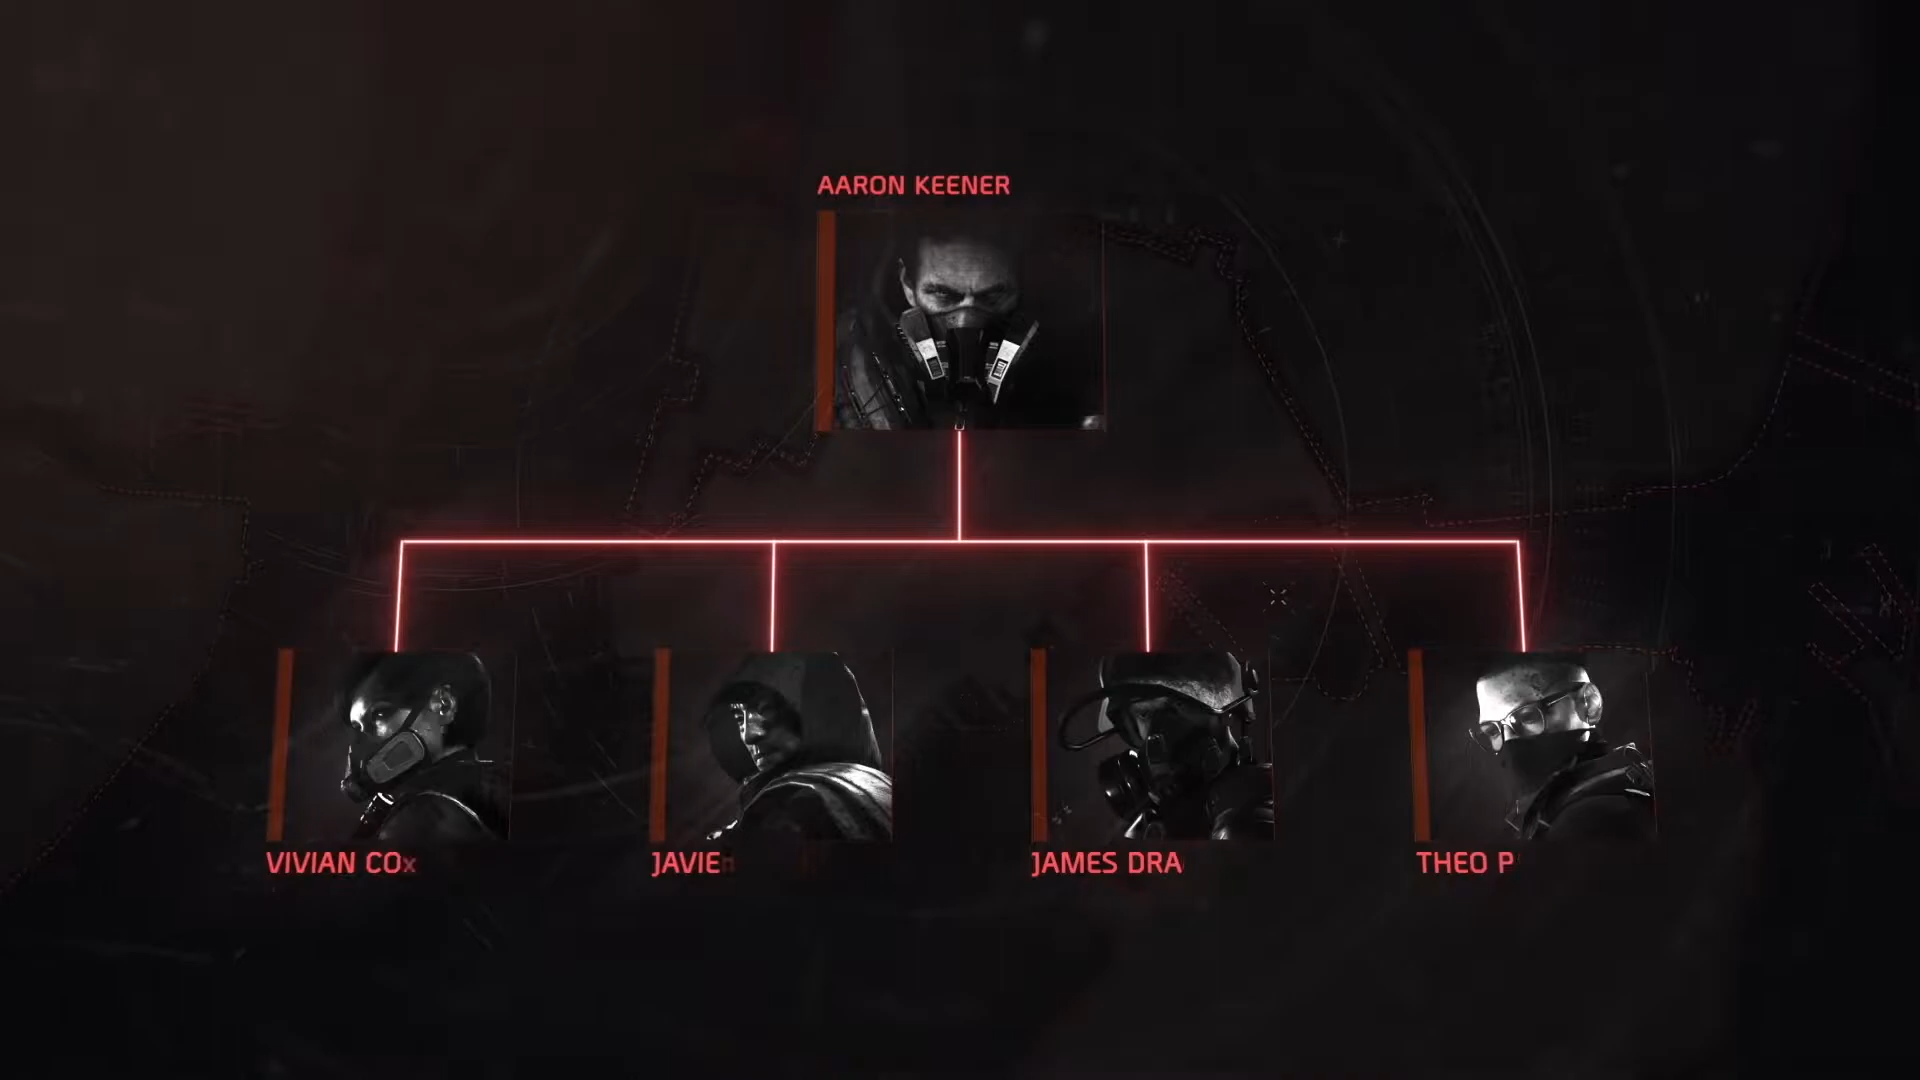 AARON KEENER
VIVIAN COx
JAVIE
JAMES DRA
THEO P